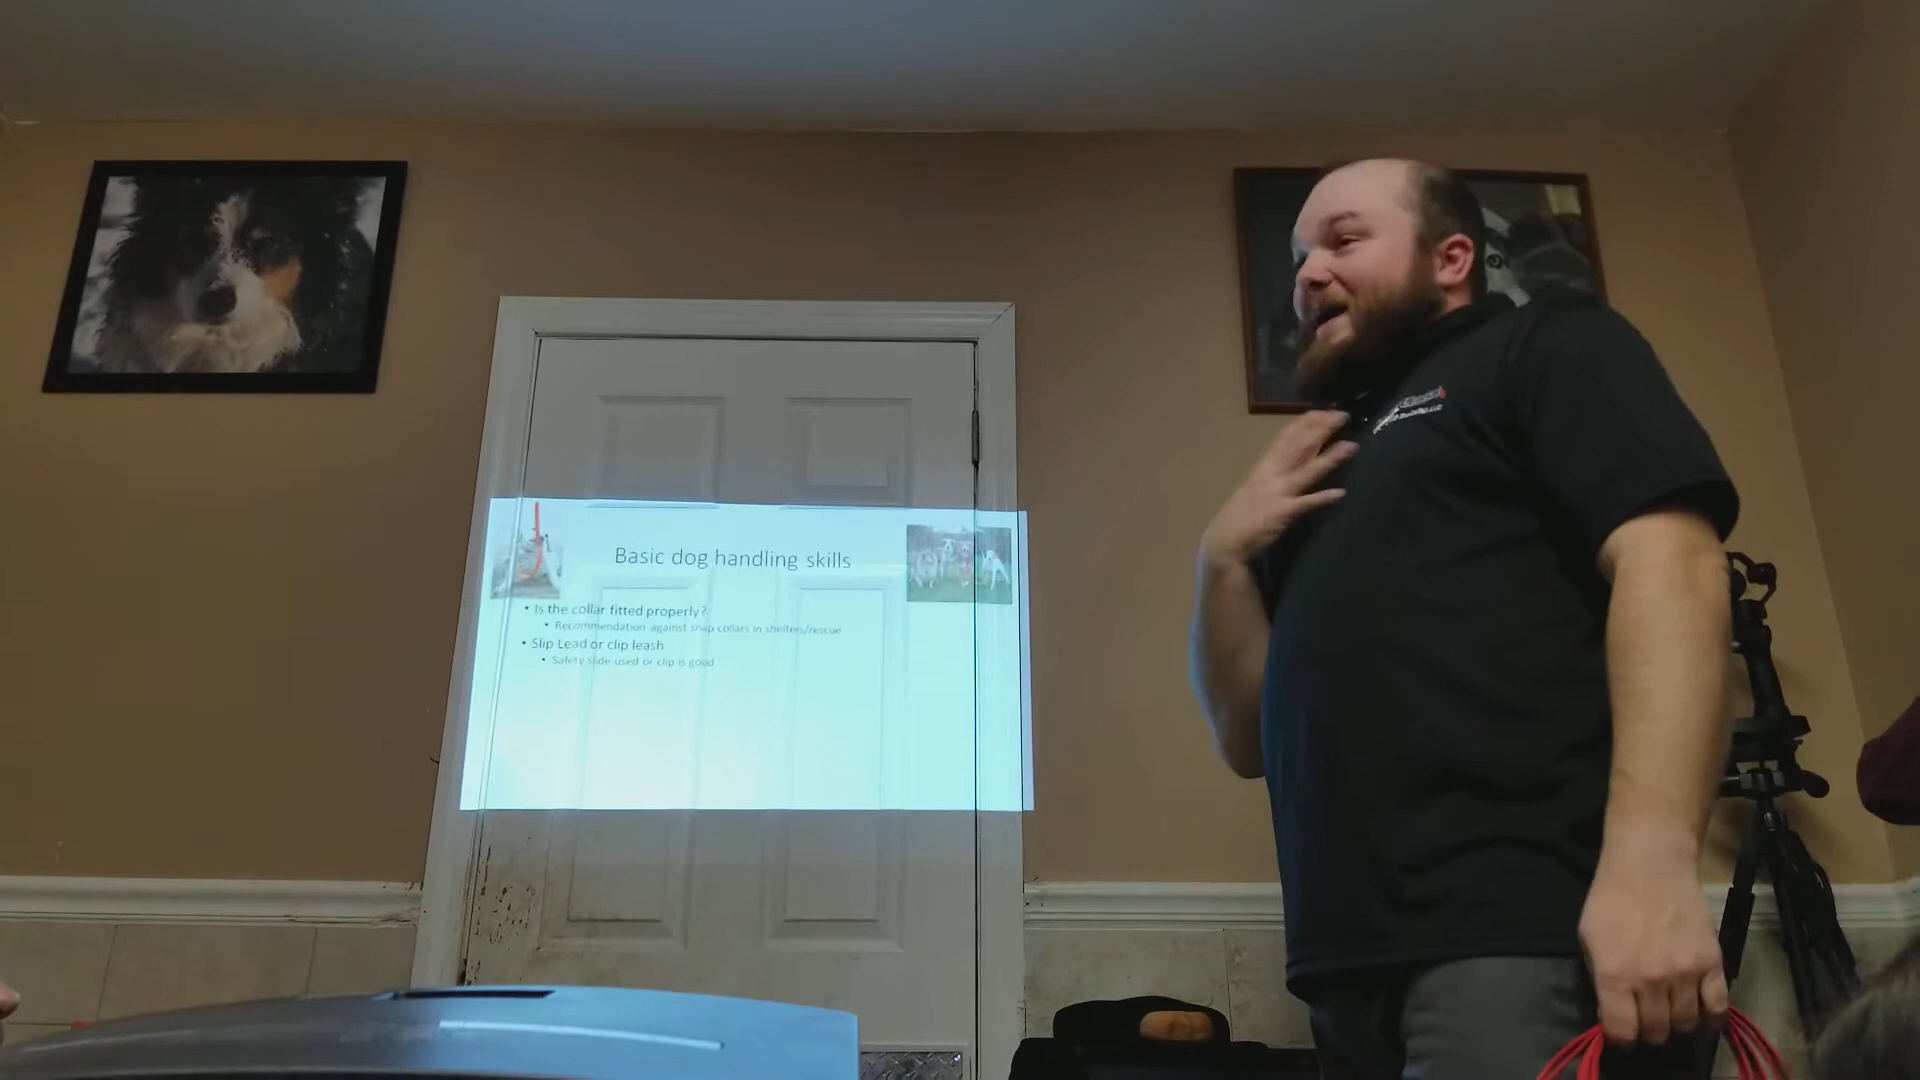 Basic dog handling skills
• Is the collar fitted properly?
• Recommendation against snap collars in shelters/rescue
• Slip Lead or clip leash
• Safety slide used or clip is good